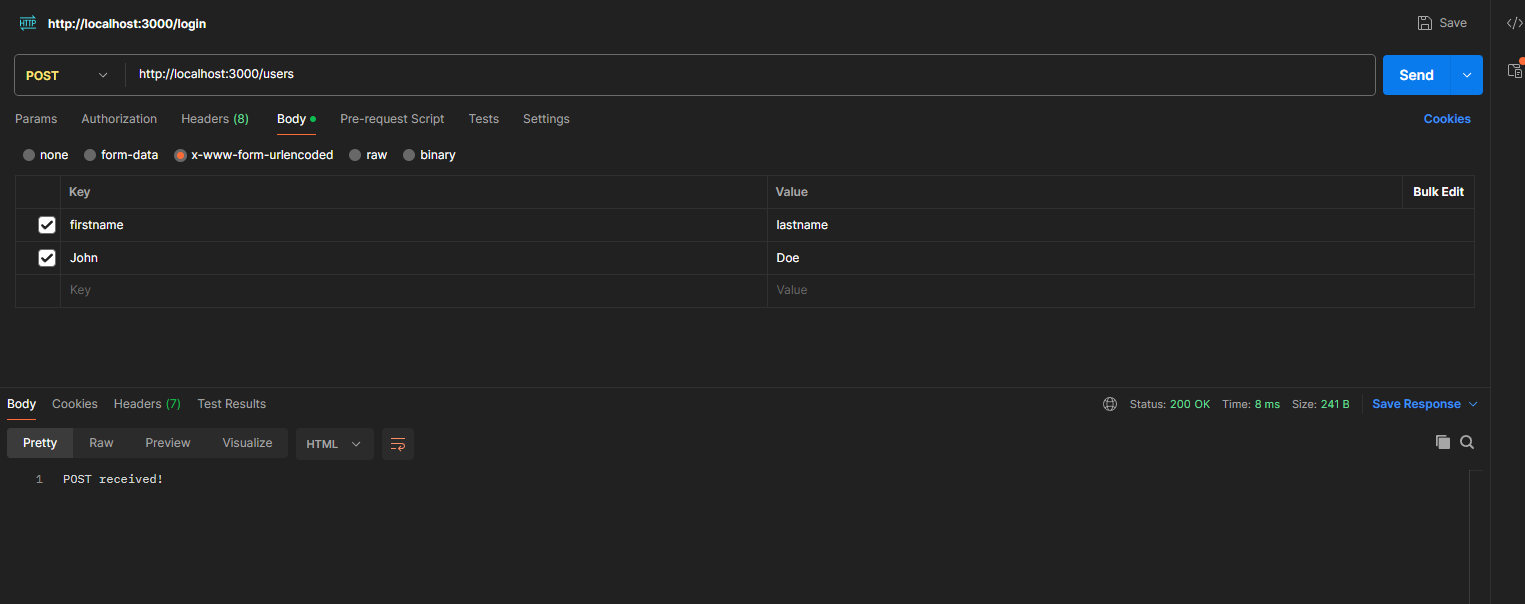 HTTP http://localhost:3000/login Save </>
POST http://localhost:3000/users Send
Params Authorization Headers (8) Body Pre-request Script Tests Settings Cookies
none form-data x-www-form-urlencoded raw binary
Key Value Bulk Edit
firstname lastname
John Doe
Key Value
Body Cookies Headers (7) Test Results Status: 200 OK Time: 8 ms Size: 241 B Save Response
Pretty Raw Preview Visualize HTML
1 POST received!